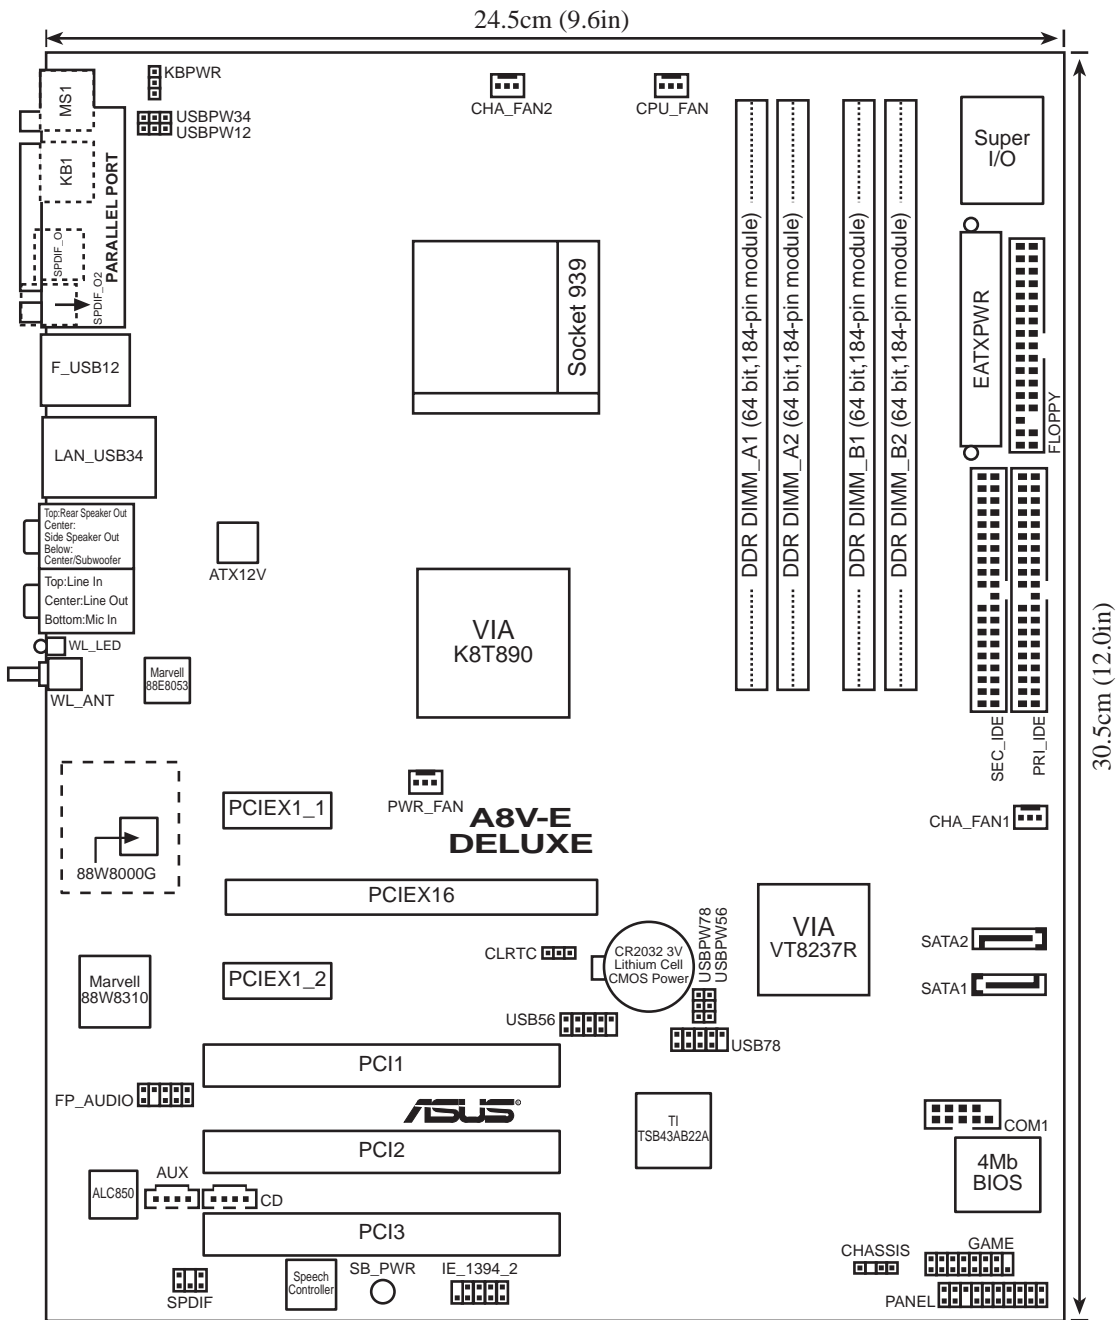 24.5cm (9.6in)
KBPWR
MS1
USBPW34
USBPW12
CHA_FAN2
CPU_FAN
Super
I/O
KB1
PARALLEL PORT
SPDIF_O
SPDIF_O2
Socket 939
DDR DIMM_A1 (64 bit,184-pin module)
DDR DIMM_A2 (64 bit,184-pin module)
DDR DIMM_B1 (64 bit,184-pin module)
DDR DIMM_B2 (64 bit,184-pin module)
EATXPWR
FLOPPY
F_USB12
LAN_USB34
Top:Rear Speaker Out
Center:
Side Speaker Out
Below:
Center/Subwoofer
ATX12V
Top:Line In
Center:Line Out
Bottom:Mic In
WL_LED
VIA
K8T890
Marvell
88E8053
WL_ANT
SEC_IDE
PRI_IDE
30.5cm (12.0in)
PCIEX1_1
PWR_FAN
A8V-E
DELUXE
CHA_FAN1
88W8000G
PCIEX16
CLRTC
CR2032 3V
Lithium Cell
CMOS Power
USBPW78
USBPW56
VIA
VT8237R
SATA2
SATA1
Marvell
88W8310
PCIEX1_2
USB56
USB78
PCI1
FP_AUDIO
ASUS
®
TI
TSB43AB22A
COM1
PCI2
4Mb
BIOS
ALC850
AUX
CD
PCI3
CHASSIS
GAME
SPDIF
Speech
Controller
SB_PWR
IE_1394_2
PANEL